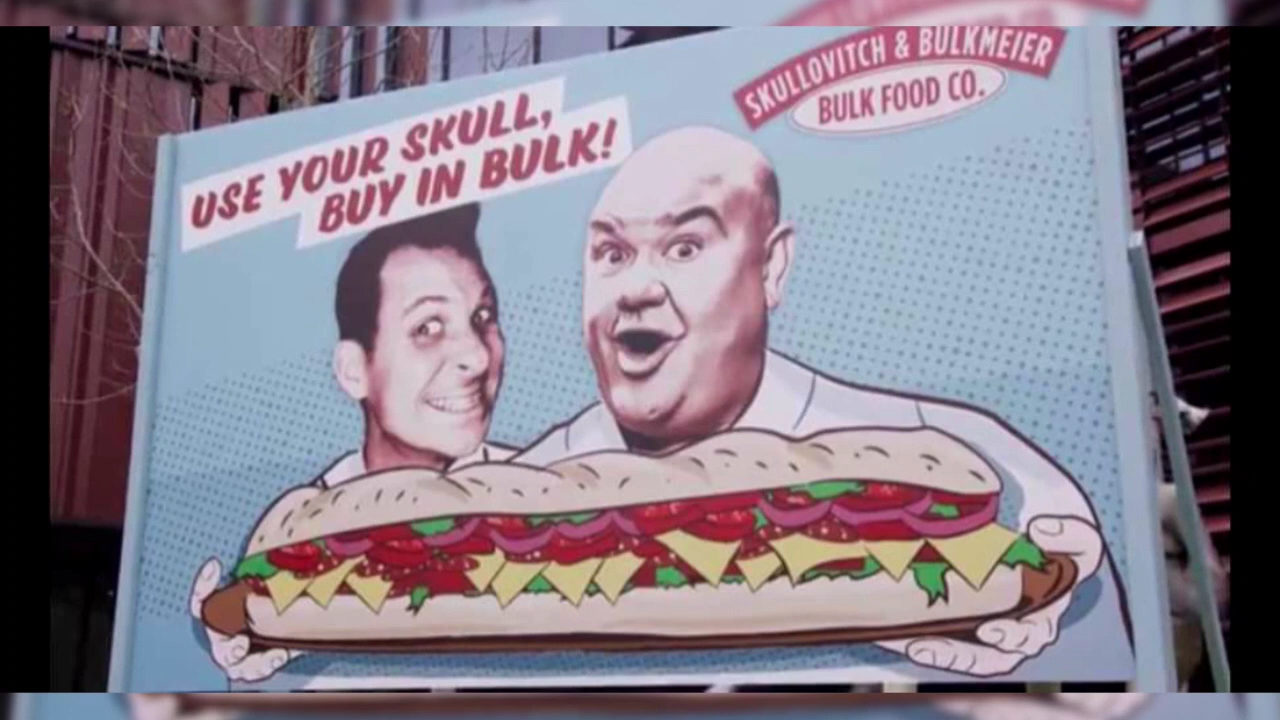 USE YOUR SKULL,
BUY IN BULK!
SKULLOVITCH & BULKMEIER
BULK FOOD CO.